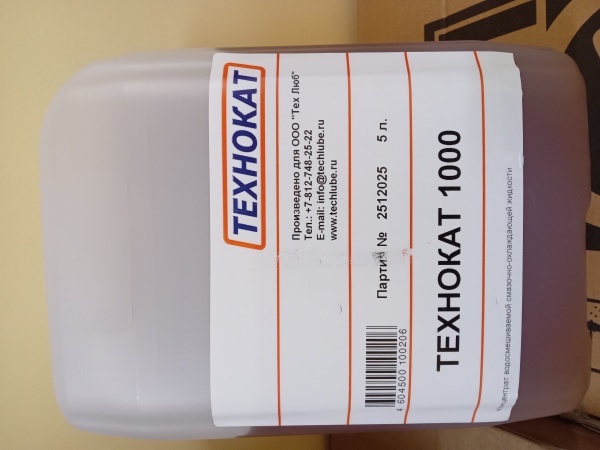 ТЕХНОКАТ
Произведено для ООО "Тех Люб"
Тел.: +7-812-748-25-22
E-mail: info@techlube.ru
www.techlube.ru
Партия № 2512025 5 л.
4 604500 100206
ТЕХНОКАТ 1000
Концентрат водосмешиваемой смазочно-охлаждающей жидкости